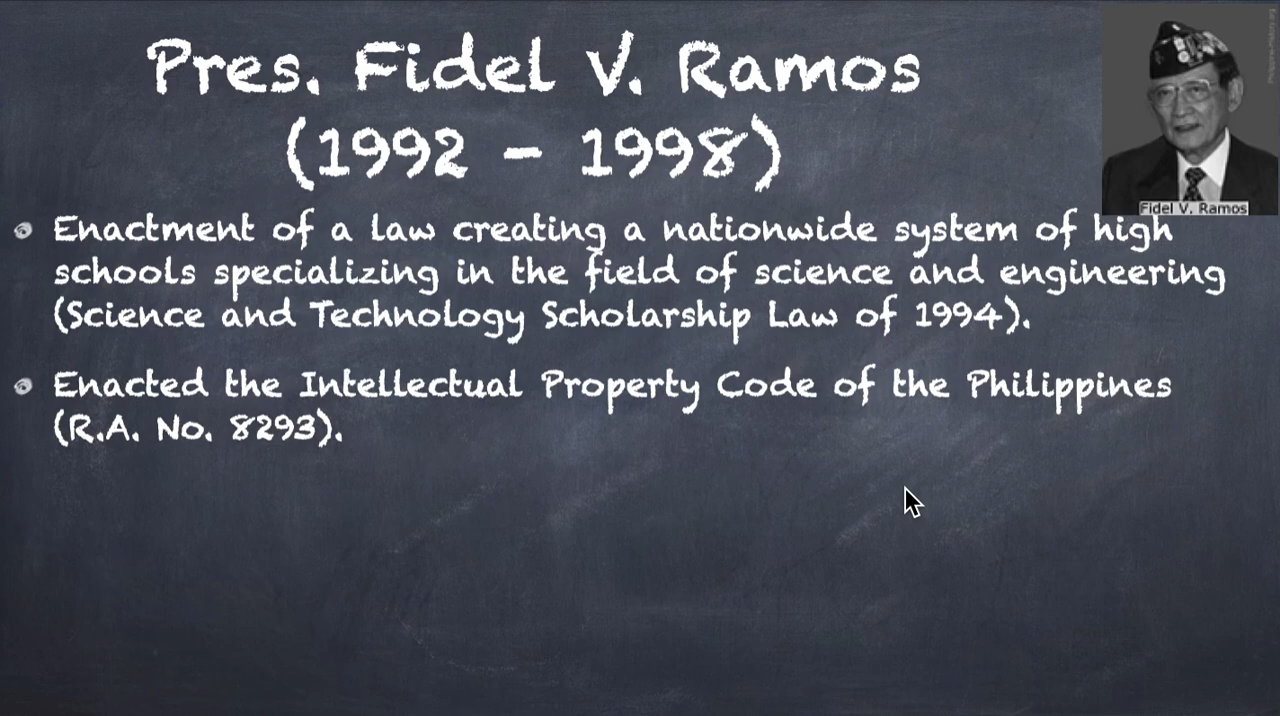 Pres. Fidel V. Ramos
(1992 - 1998)
Fidel V. Ramos
Enactment of a law creating a nationwide system of high
schools specializing in the field of science and engineering
(Science and Technology Scholarship Law of 1994).
Enacted the Intellectual Property Code of the Philippines
(R.A. No. 8293).